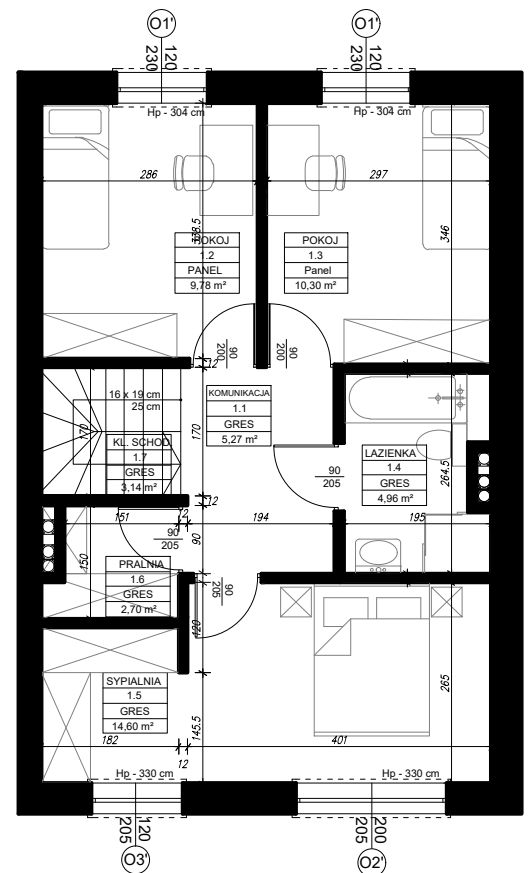 O1'
O1'
120
230
120
230
Hp - 304 cm
Hp - 304 cm
286
297
338.5
346
POKOJ
1.2
PANEL
9,78 m²
POKOJ
1.3
Panel
10,30 m²
90
200
90
200
12
16 x 19 cm
25 cm
KOMUNIKACJA
1.1
GRES
5,27 m²
170
170
KL. SCHOD
1.7
GRES
3,14 m²
LAZIENKA
1.4
GRES
4,96 m²
264.5
90
205
12
151
12
194
195
90
205
90
150
PRALNIA
1.6
GRES
2,70 m²
90
205
120
SYPIALNIA
1.5
GRES
14,60 m²
265
182
145.5
401
12
Hp - 330 cm
Hp - 330 cm
120
205
200
205
O3'
O2'